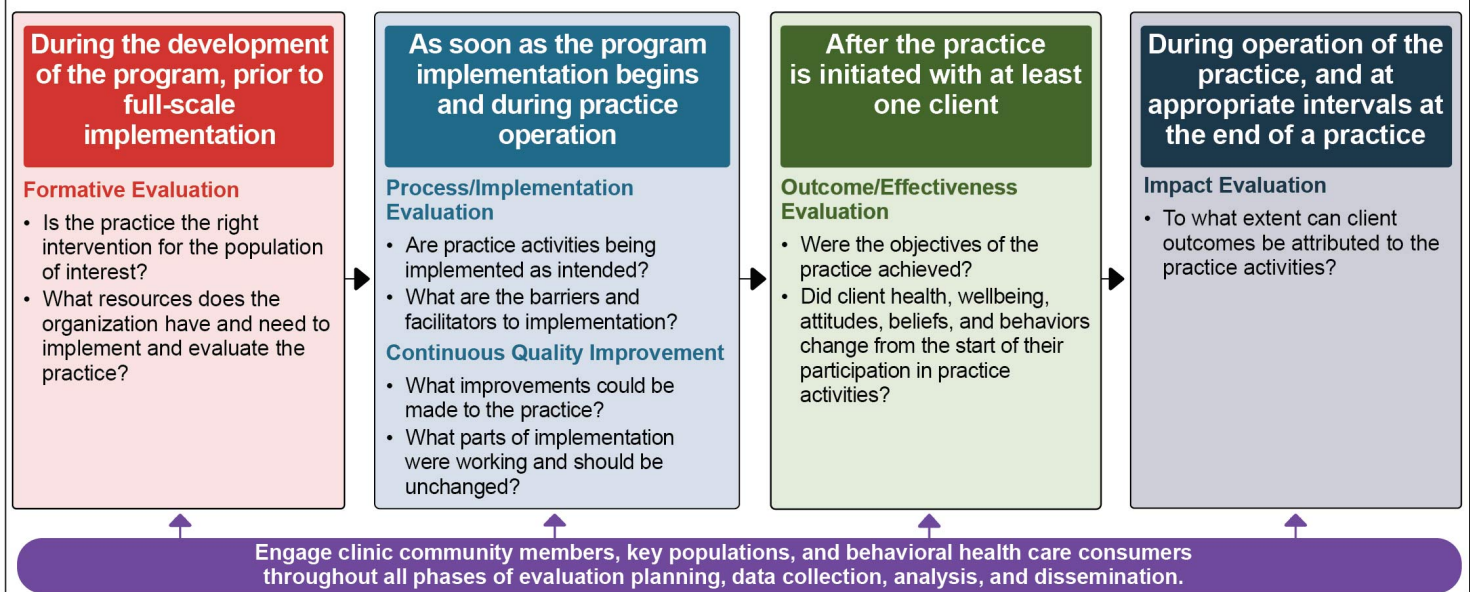 During the development
of the program, prior to
full-scale
implementation
Formative Evaluation
• Is the practice the right
intervention for the population
of interest?
• What resources does the
organization have and need to
implement and evaluate the
practice?
As soon as the program
implementation begins
and during practice
operation
Process/Implementation
Evaluation
• Are practice activities being
implemented as intended?
• What are the barriers and
facilitators to implementation?
Continuous Quality Improvement
• What improvements could be
made to the practice?
• What parts of implementation
were working and should be
unchanged?
After the practice
is initiated with at least
one client
Outcome/Effectiveness
Evaluation
• Were the objectives of the
practice achieved?
• Did client health, wellbeing,
attitudes, beliefs, and behaviors
change from the start of their
participation in practice
activities?
During operation of the
practice, and at
appropriate intervals at
the end of a practice
Impact Evaluation
• To what extent can client
outcomes be attributed to the
practice activities?
Engage clinic community members, key populations, and behavioral health care consumers
throughout all phases of evaluation planning, data collection, analysis, and dissemination.